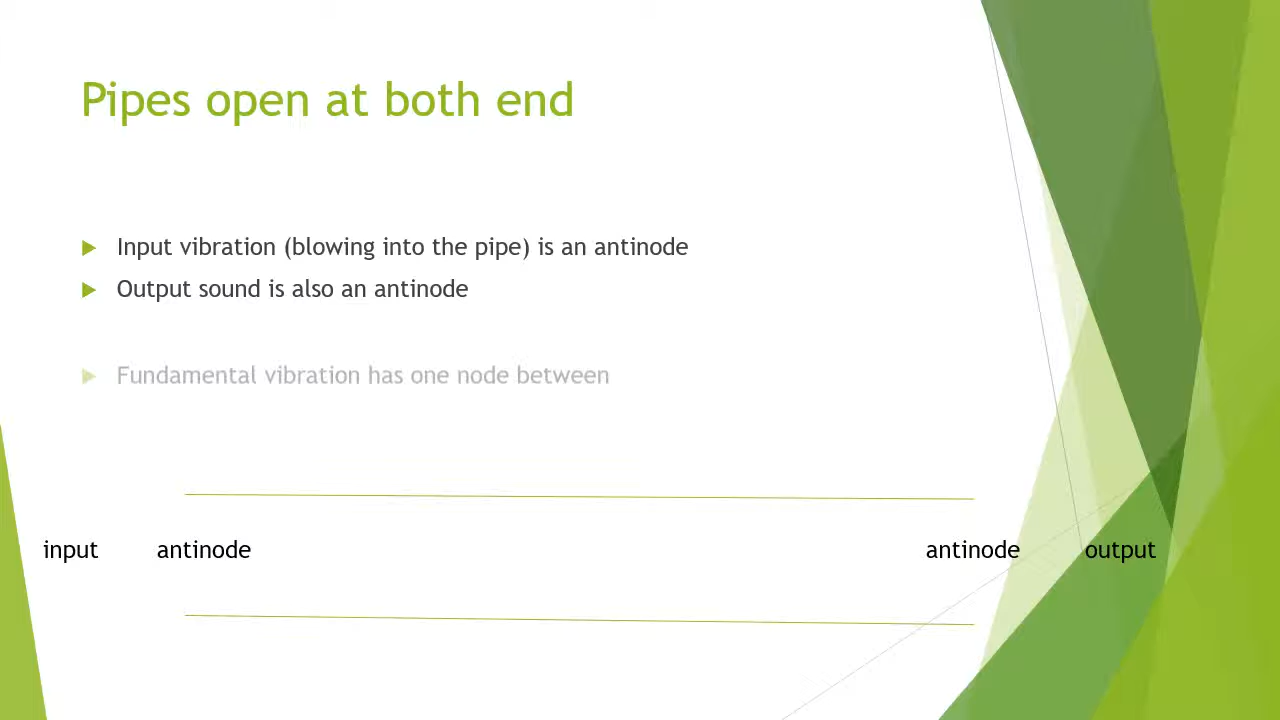 Pipes open at both end
Input vibration (blowing into the pipe) is an antinode
Output sound is also an antinode
Fundamental vibration has one node between
input antinode antinode output